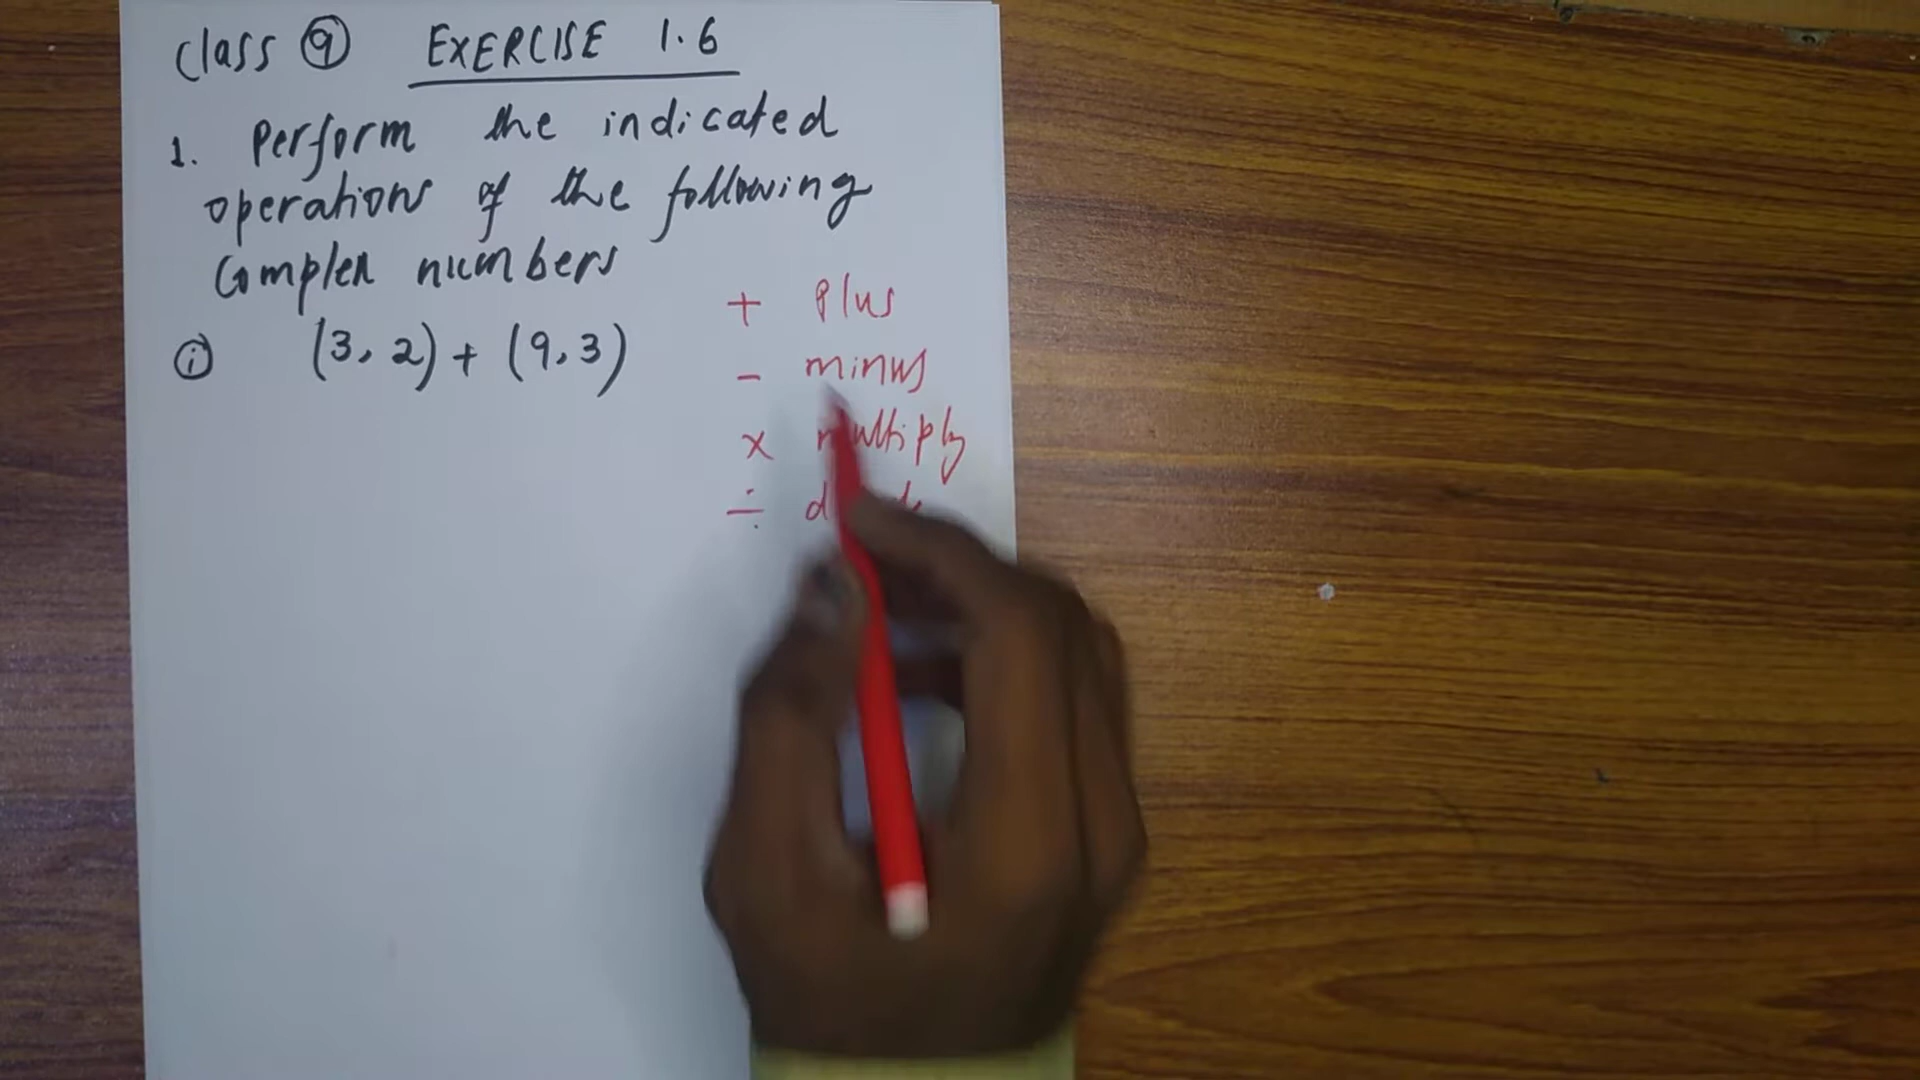 Class 9 EXERCISE 1.6
1. Perform the indicated
operations of the following
Complex numbers
+ Plus
i (3, 2) + (9, 3)
- minus
× multiply
÷